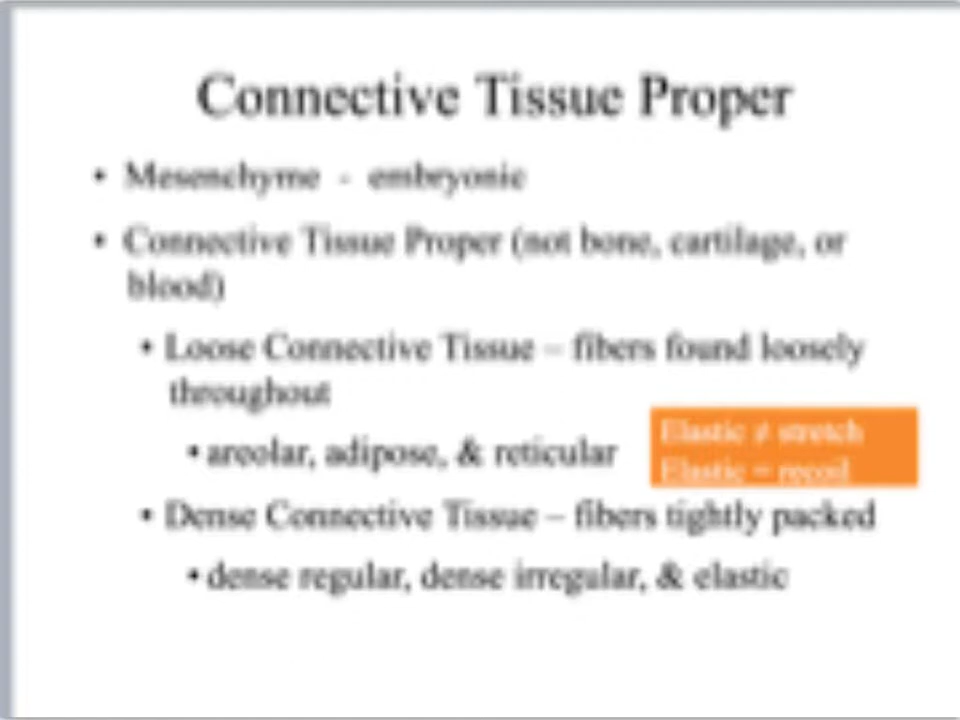 Connective Tissue Proper
• Mesenchyme - embryonic
• Connective Tissue Proper (not bone, cartilage, or
blood)
• Loose Connective Tissue – fibers found loosely
throughout
• areolar, adipose, & reticular
Elastic ≠ stretch
Elastic = recoil
• Dense Connective Tissue – fibers tightly packed
• dense regular, dense irregular, & elastic